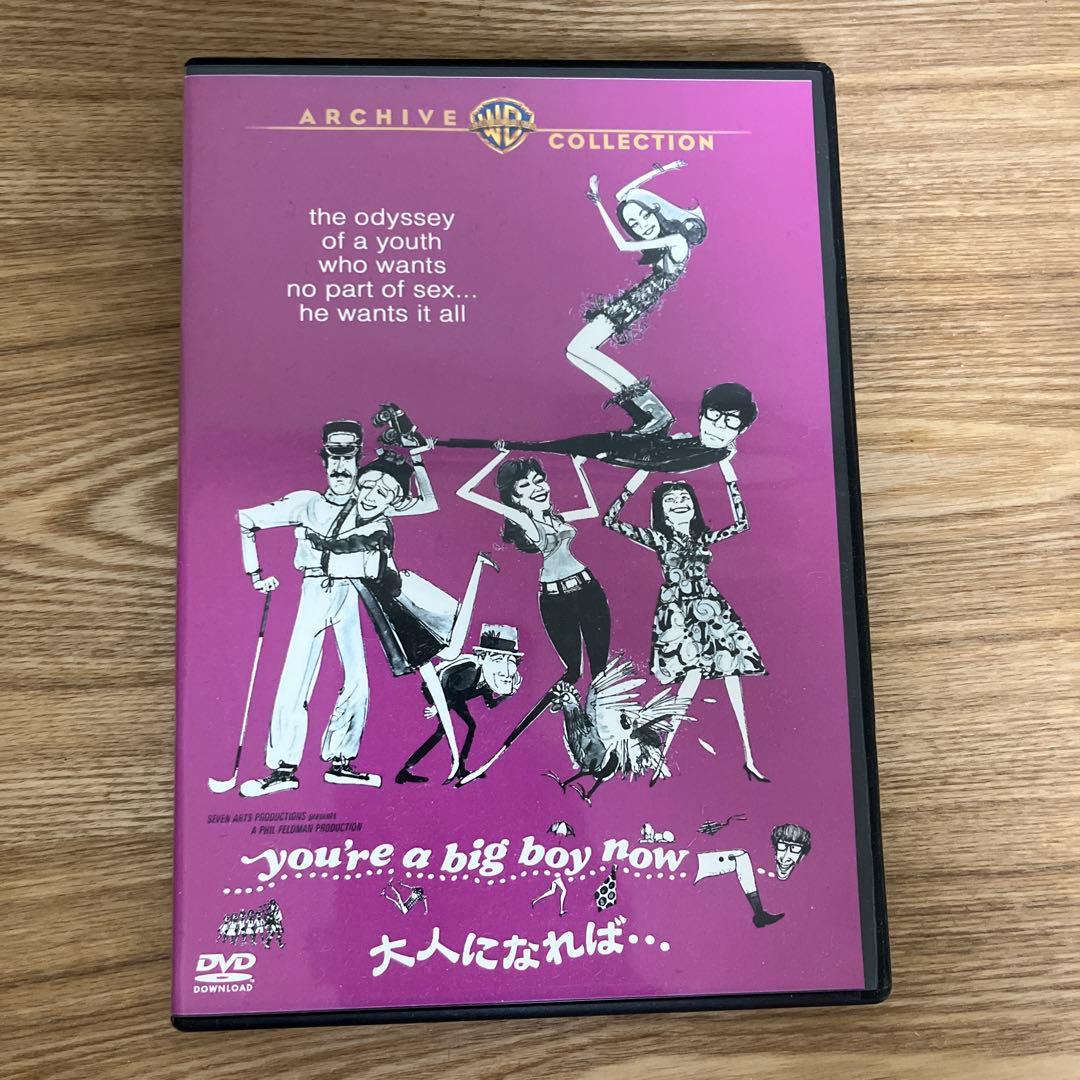 ARCHIVE WB COLLECTION
the odyssey
of a youth
who wants
no part of sex...
he wants it all
SEVEN ARTS PRODUCTIONS presents
A PHIL FELDMAN PRODUCTION
you're a big boy now
大人になれば…
DVD
DOWNLOAD